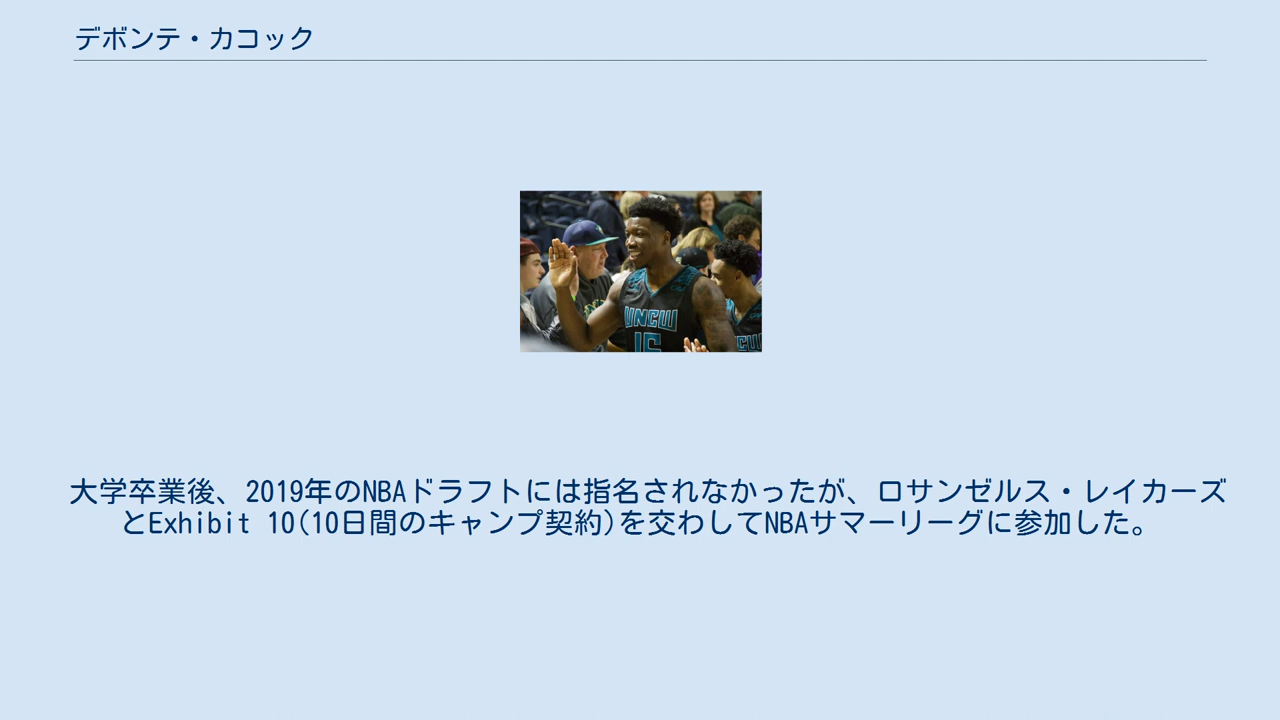 デボンテ・カコック
UNCW
15
UNCW
大学卒業後、2019年のNBAドラフトには指名されなかったが、ロサンゼルス・レイカーズ
とExhibit 10(10日間のキャンプ契約)を交わしてNBAサマーリーグに参加した。